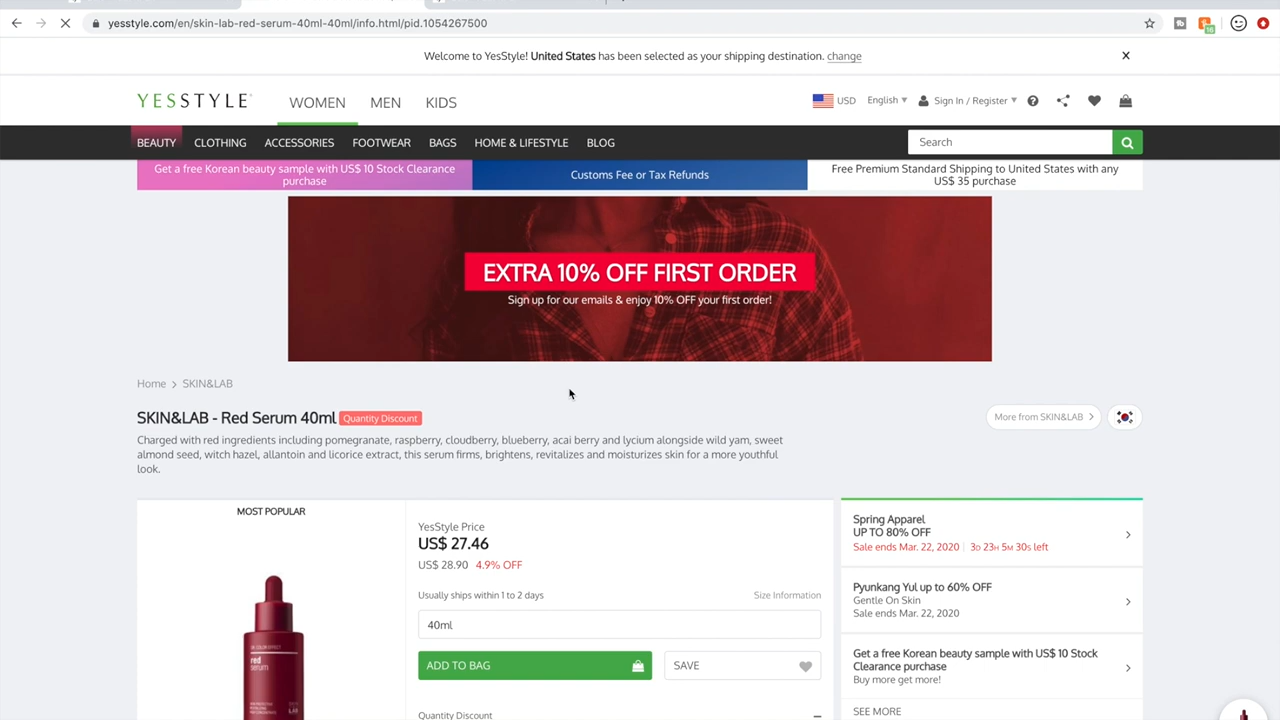 yesstyle.com/en/skin-lab-red-serum-40ml-40ml/info.html/pid.1054267500
16
Welcome to YesStyle! United States has been selected as your shipping destination. change
YESSTYLE
WOMEN
MEN
KIDS
USD
English
Sign In / Register
BEAUTY
CLOTHING
ACCESSORIES
FOOTWEAR
BAGS
HOME & LIFESTYLE
BLOG
Search
Get a free Korean beauty sample with US$ 10 Stock Clearance
purchase
Customs Fee or Tax Refunds
Free Premium Standard Shipping to United States with any
US$ 35 purchase
EXTRA 10% OFF FIRST ORDER
Sign up for our emails & enjoy 10% OFF your first order!
Home > SKIN&LAB
SKIN&LAB - Red Serum 40ml
Quantity Discount
More from SKIN&LAB
Charged with red ingredients including pomegranate, raspberry, cloudberry, blueberry, acai berry and lycium alongside wild yam, sweet
almond seed, witch hazel, allantoin and licorice extract, this serum firms, brightens, revitalizes and moisturizes skin for a more youthful
look.
MOST POPULAR
red
serum
YesStyle Price
US$ 27.46
US$ 28.90 4.9% OFF
Usually ships within 1 to 2 days
Size Information
40ml
ADD TO BAG
SAVE
Quantity Discount
Spring Apparel
UP TO 80% OFF
Sale ends Mar. 22, 2020 | 3D 23H 5M 30S left
Pyunkang Yul up to 60% OFF
Gentle On Skin
Sale ends Mar. 22, 2020
Get a free Korean beauty sample with US$ 10 Stock
Clearance purchase
Buy more get more!
SEE MORE